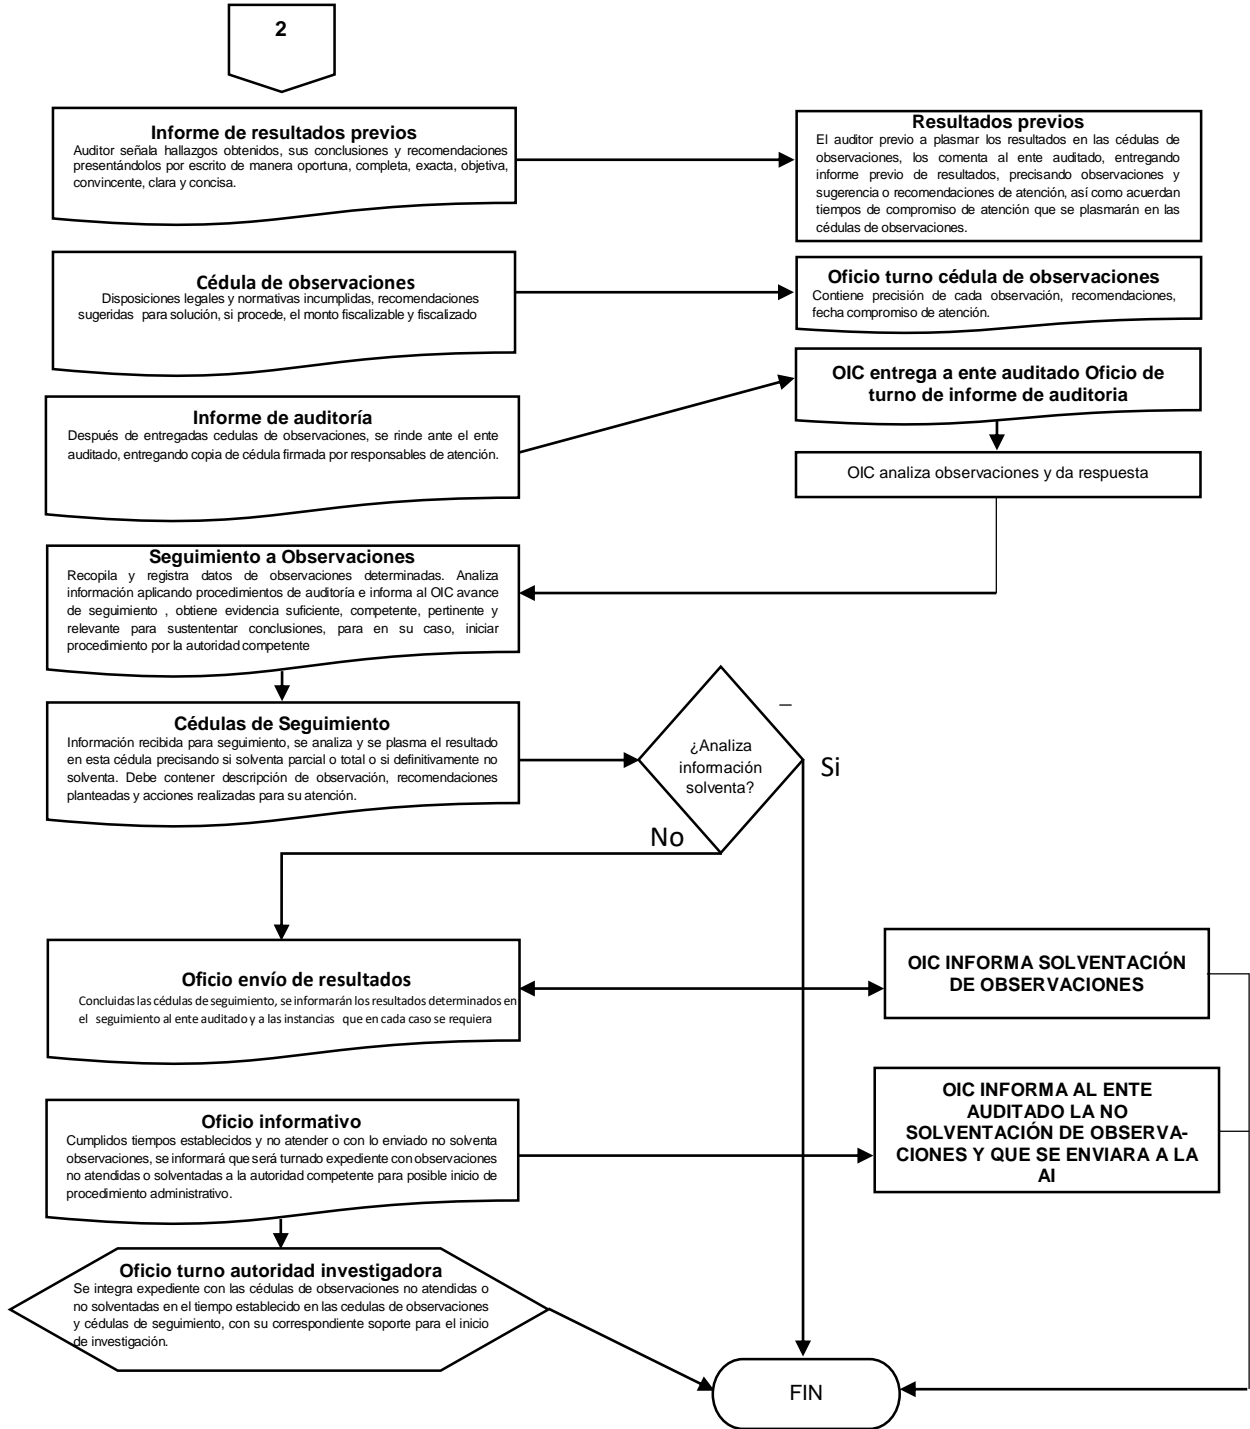 2
Informe de resultados previos
Auditor señala hallazgos obtenidos, sus conclusiones y recomendaciones
presentándolos por escrito de manera oportuna, completa, exacta, objetiva,
convincente, clara y concisa.
Resultados previos
El auditor previo a plasmar los resultados en las cédulas de
observaciones, los comenta al ente auditado, entregando
informe previo de resultados, precisando observaciones y
sugerencia o recomendaciones de atención, así como acuerdan
tiempos de compromiso de atención que se plasmarán en las
cédulas de observaciones.
Cédula de observaciones
Disposiciones legales y normativas incumplidas, recomendaciones
sugeridas para solución, si procede, el monto fiscalizable y fiscalizado
Oficio turno cédula de observaciones
Contiene precisión de cada observación, recomendaciones,
fecha compromiso de atención.
Informe de auditoría
Después de entregadas cedulas de observaciones, se rinde ante el ente
auditado, entregando copia de cédula firmada por responsables de atención.
OIC entrega a ente auditado Oficio de
turno de informe de auditoria
OIC analiza observaciones y da respuesta
Seguimiento a Observaciones
Recopila y registra datos de observaciones determinadas. Analiza
información aplicando procedimientos de auditoría e informa al OIC avance
de seguimiento , obtiene evidencia suficiente, competente, pertinente y
relevante para sustententar conclusiones, para en su caso, iniciar
procedimiento por la autoridad competente
Cédulas de Seguimiento
Información recibida para seguimiento, se analiza y se plasma el resultado
en esta cédula precisando si solventa parcial o total o si definitivamente no
solventa. Debe contener descripción de observación, recomendaciones
planteadas y acciones realizadas para su atención.
¿Analiza
información
solventa?
Si
No
Oficio envío de resultados
Concluidas las cédulas de seguimiento, se informarán los resultados determinados en
el seguimiento al ente auditado y a las instancias que en cada caso se requiera
OIC INFORMA SOLVENTACIÓN
DE OBSERVACIONES
Oficio informativo
Cumplidos tiempos establecidos y no atender o con lo enviado no solventa
observaciones, se informará que será turnado expediente con observaciones
no atendidas o solventadas a la autoridad competente para posible inicio de
procedimiento administrativo.
OIC INFORMA AL ENTE
AUDITADO LA NO
SOLVENTACIÓN DE OBSERVA-
CIONES Y QUE SE ENVIARA A LA
AI
Oficio turno autoridad investigadora
Se integra expediente con las cédulas de observaciones no atendidas o
no solventadas en el tiempo establecido en las cedulas de observaciones
y cédulas de seguimiento, con su correspondiente soporte para el inicio
de investigación.
FIN